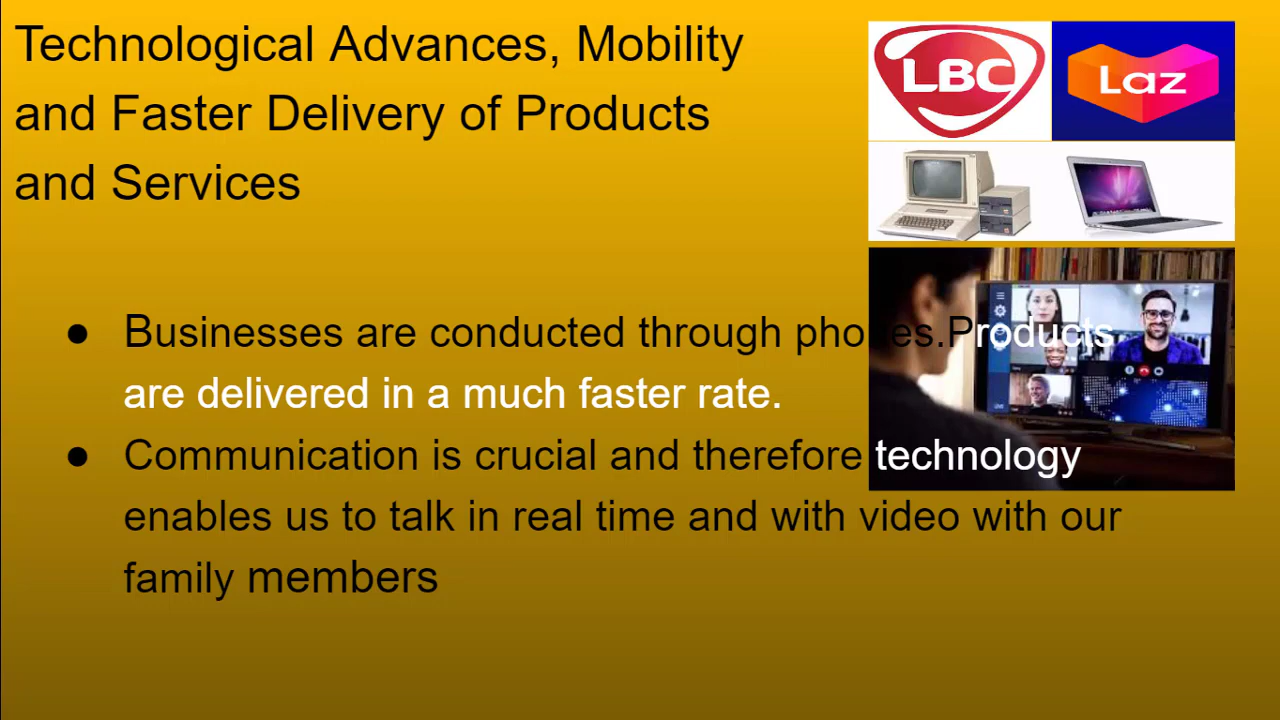 Technological Advances, Mobility
and Faster Delivery of Products
and Services
LBC
Laz
Businesses are conducted through phones.Products
are delivered in a much faster rate.
Communication is crucial and therefore technology
enables us to talk in real time and with video with our
family members